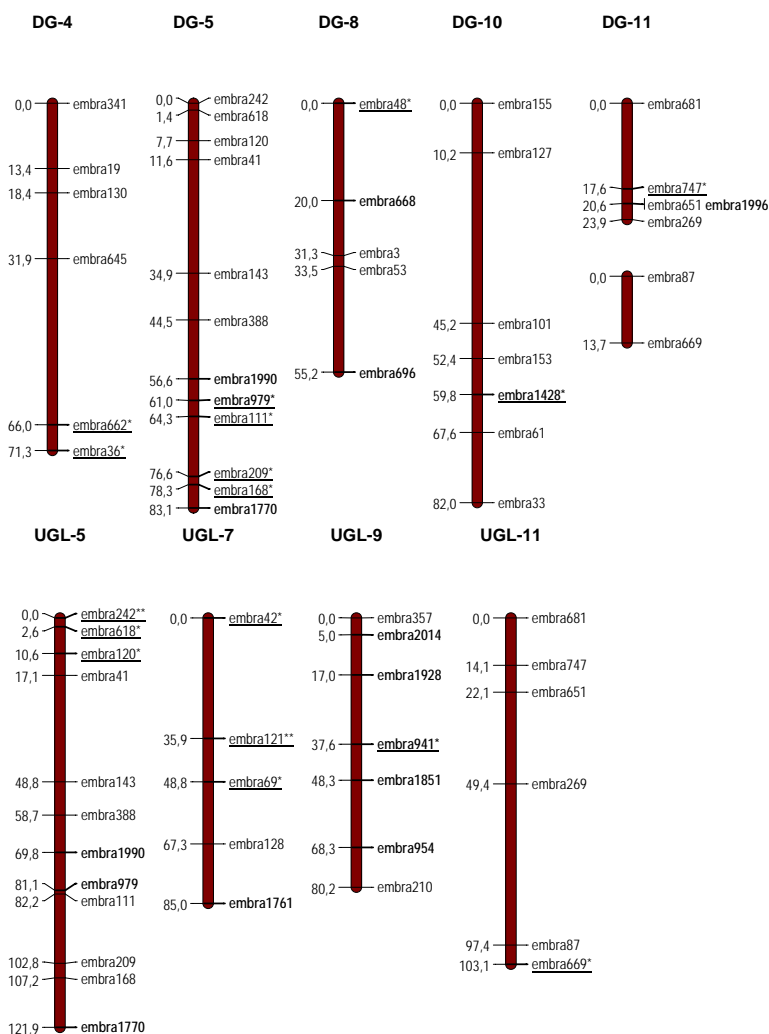 DG-4
0,0 embra341
13,4 embra19
18,4 embra130
31,9 embra645
66,0 embra662*
71,3 embra36*
DG-5
0,0 embra242
1,4 embra618
7,7 embra120
11,6 embra41
34,9 embra143
44,5 embra388
56,6 embra1990
61,0 embra979*
64,3 embra111*
76,6 embra209*
78,3 embra168*
83,1 embra1770
DG-8
0,0 embra48*
20,0 embra668
31,3 embra3
33,5 embra53
55,2 embra696
DG-10
0,0 embra155
10,2 embra127
45,2 embra101
52,4 embra153
59,8 embra1428*
67,6 embra61
82,0 embra33
DG-11
0,0 embra681
17,6 embra747*
20,6 embra651 embra1996
23,9 embra269
0,0 embra87
13,7 embra669
UGL-5
0,0 embra242**
2,6 embra618*
10,6 embra120*
17,1 embra41
48,8 embra143
58,7 embra388
69,8 embra1990
81,1 embra979
82,2 embra111
102,8 embra209
107,2 embra168
121,9 embra1770
UGL-7
0,0 embra42*
35,9 embra121**
48,8 embra69*
67,3 embra128
85,0 embra1761
UGL-9
0,0 embra357
5,0 embra2014
17,0 embra1928
37,6 embra941*
48,3 embra1851
68,3 embra954
80,2 embra210
UGL-11
0,0 embra681
14,1 embra747
22,1 embra651
49,4 embra269
97,4 embra87
103,1 embra669*